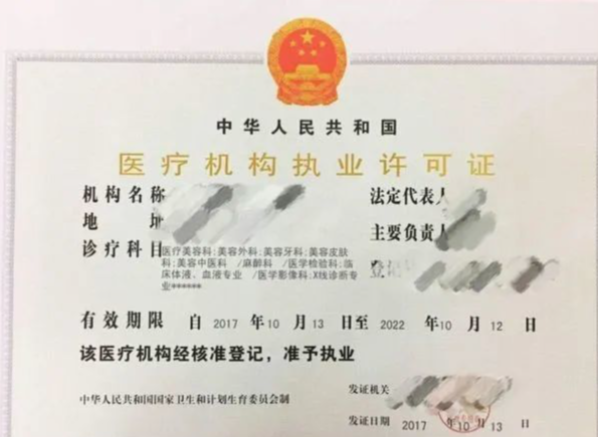 中华人民共和国
医疗机构执业许可证
机构名称
法定代表人
地 址
主要负责人
诊疗科目
医疗美容科;美容外科;美容牙科;美容皮肤
科;美容中医科 /麻醉科 /医学检验科;临
床体液、血液专业 /医学影像科;X线诊断专
业******
登记
有效期限 自 2017 年 10 月 13 日至 2022 年 10 月 12 日
该医疗机构经核准登记，准予执业
发证机关
中华人民共和国国家卫生和计划生育委员会制
发证日期 2017 年 10 月 13 日